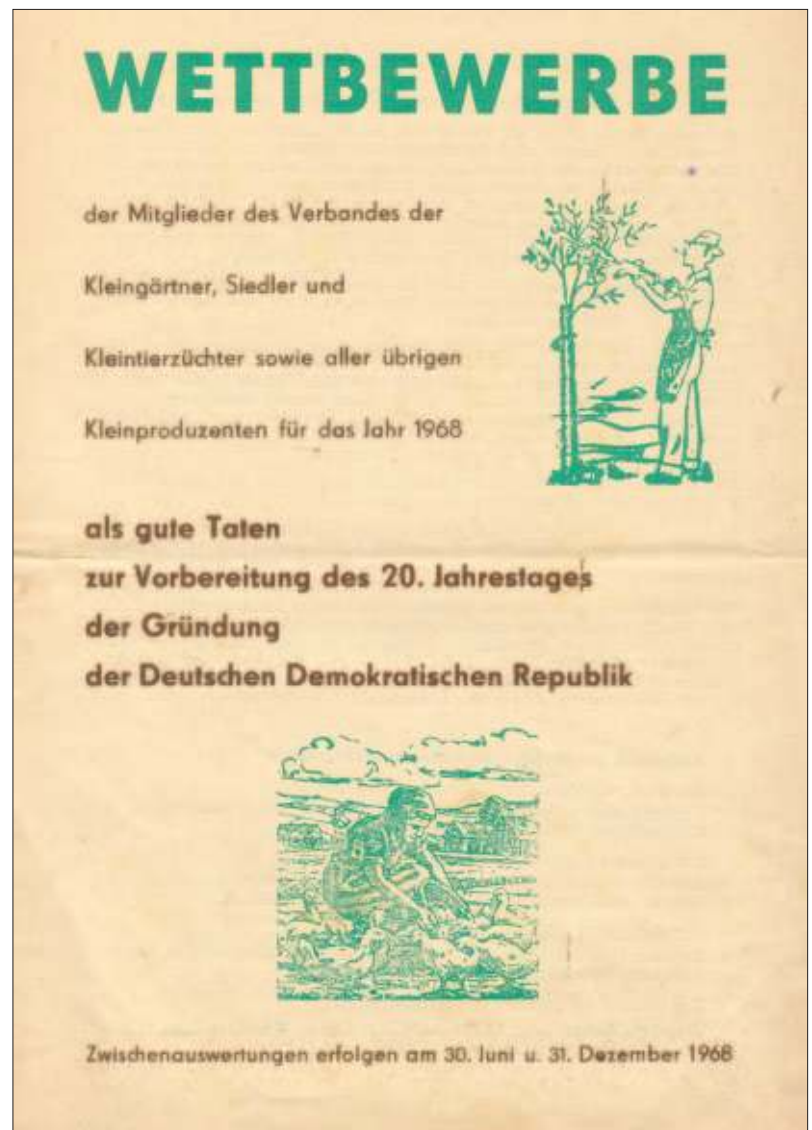 WETTBEWERBE
der Mitglieder des Verbandes der
Kleingärtner, Siedler und
Kleintierzüchter sowie aller übrigen
Kleinproduzenten für das Jahr 1968
als gute Taten
zur Vorbereitung des 20. Jahrestages
der Gründung
der Deutschen Demokratischen Republik
Zwischenauswertungen erfolgen am 30. Juni u. 31. Dezember 1968